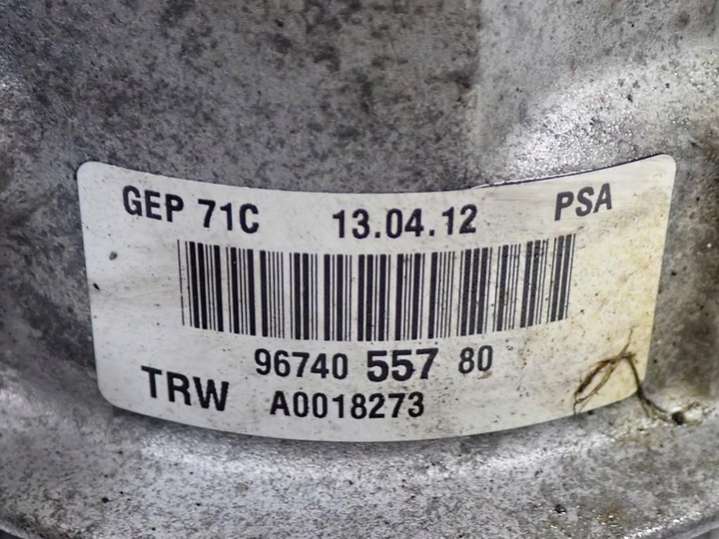 GEP 71C 13.04.12 PSA
96740 557 80
TRW A0018273